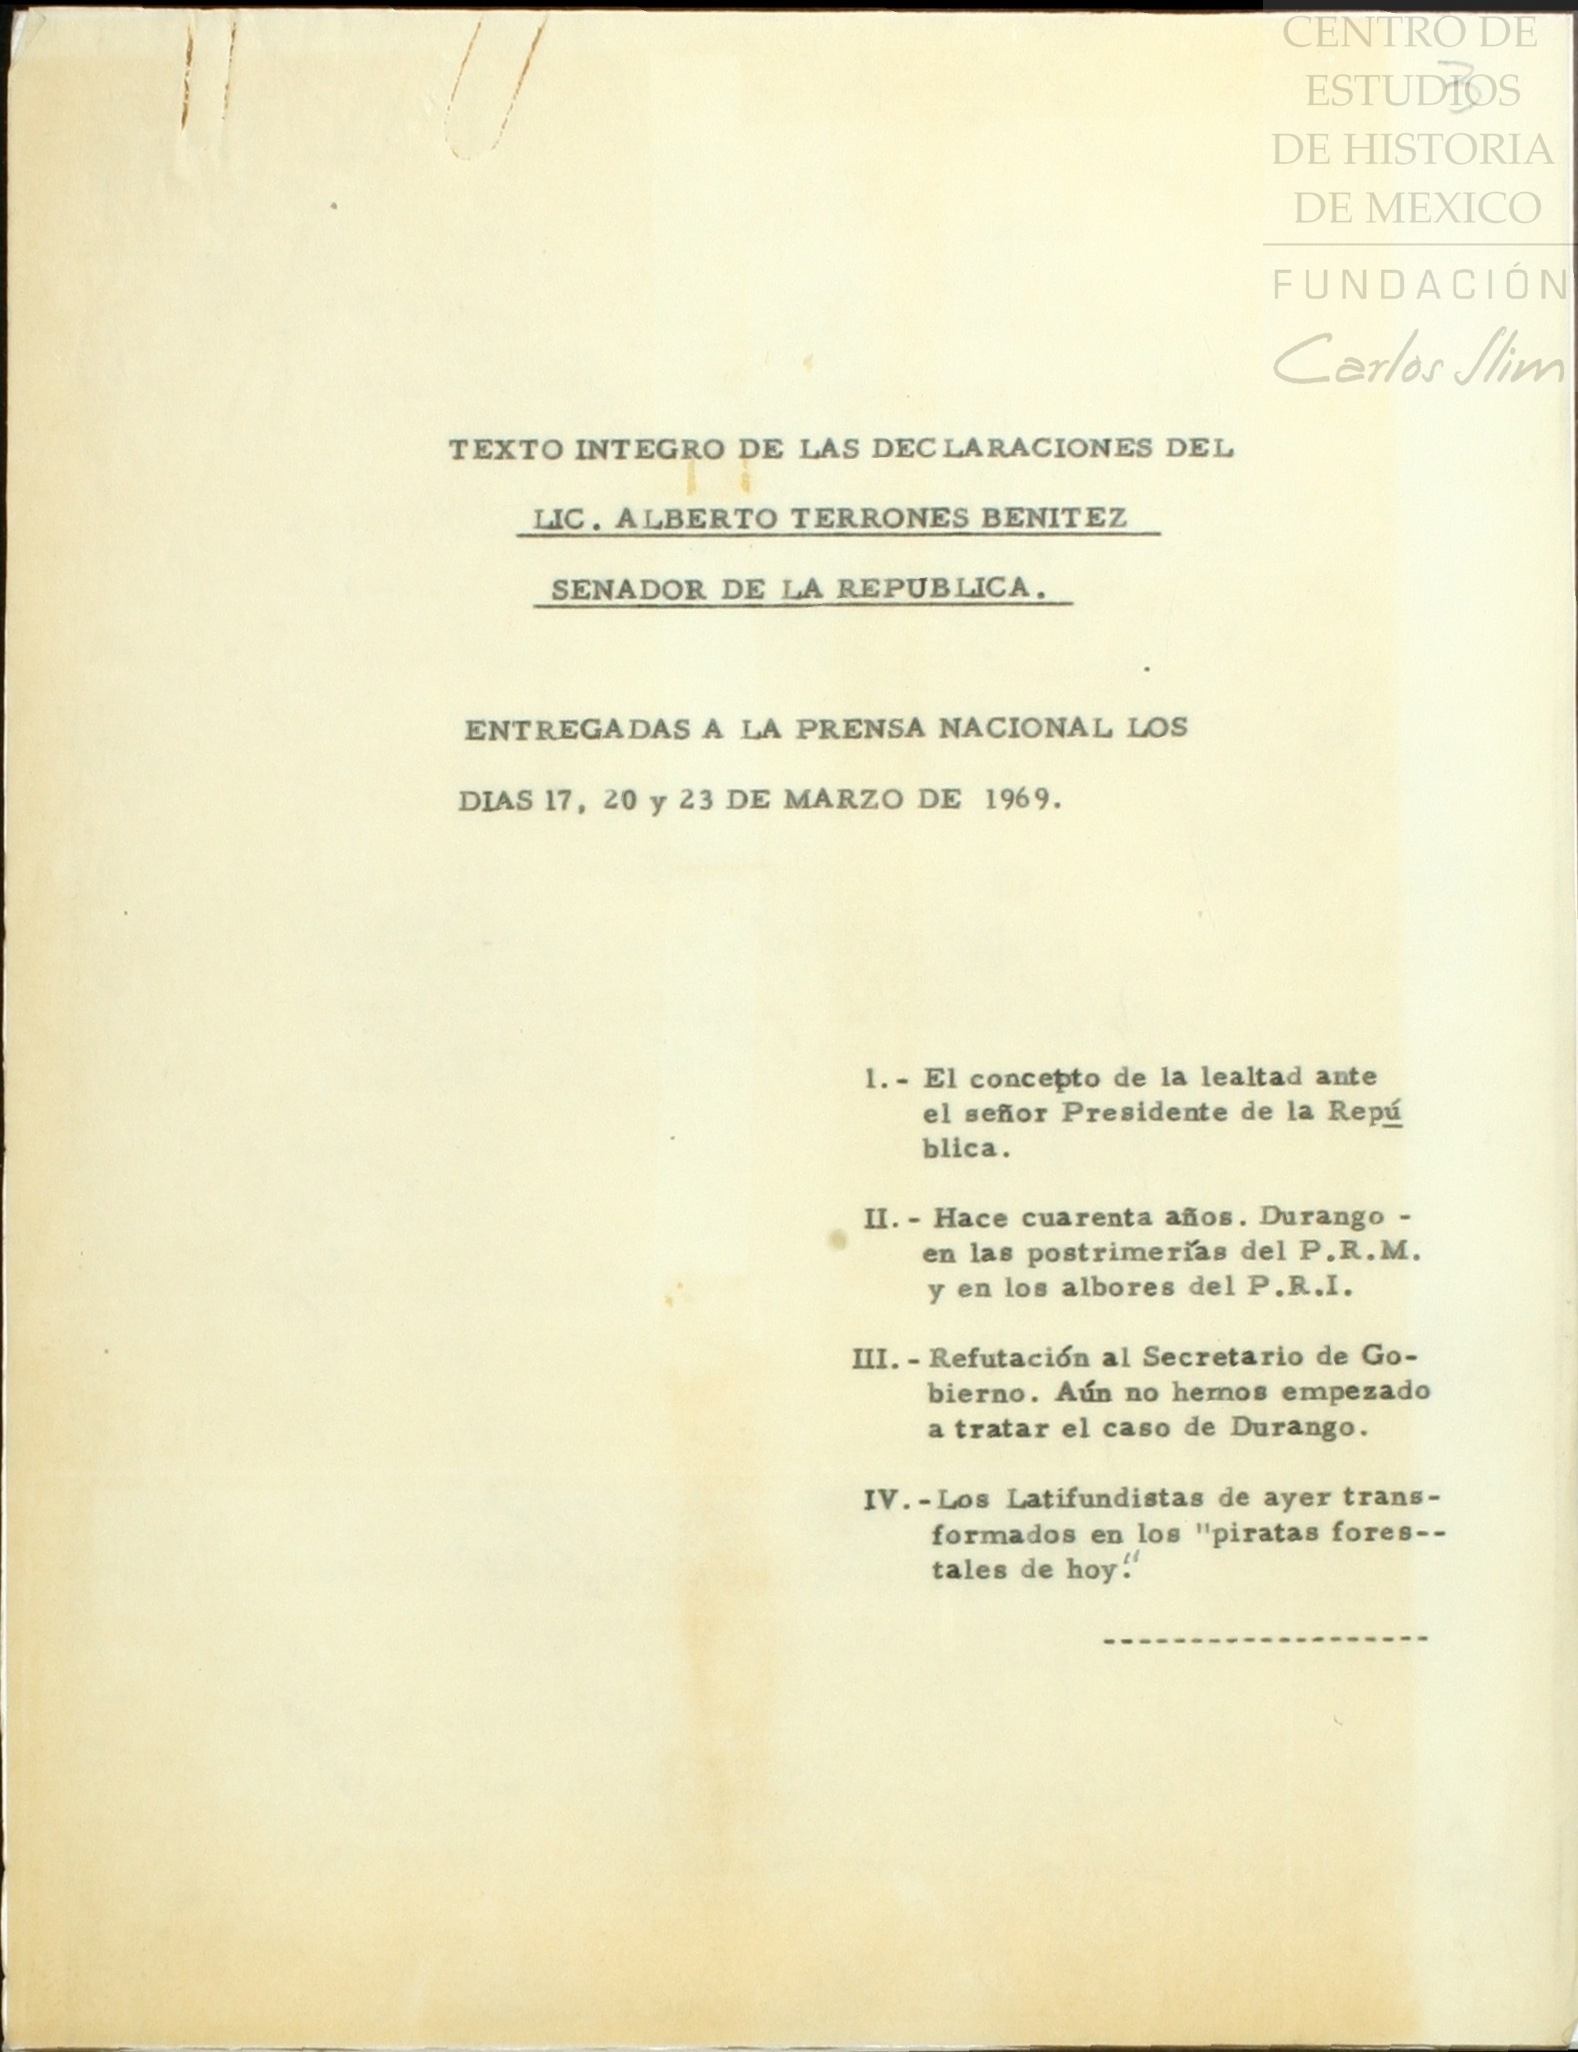 CENTRO DE
ESTUDIOS
DE HISTORIA
DE MEXICO
FUNDACIÓN
Carlos Slim
3
TEXTO INTEGRO DE LAS DECLARACIONES DEL
LIC. ALBERTO TERRONES BENITEZ
SENADOR DE LA REPUBLICA.
ENTREGADAS A LA PRENSA NACIONAL LOS
DIAS 17, 20 y 23 DE MARZO DE 1969.
1.- El concepto de la lealtad ante
el señor Presidente de la Repú
blica.
II.- Hace cuarenta años. Durango -
en las postrimerías del P.R.M.
y en los albores del P.R.I.
III.- Refutación al Secretario de Go-
bierno. Aún no hemos empezado
a tratar el caso de Durango.
IV.-Los Latifundistas de ayer trans-
formados en los "piratas fores--
tales de hoy."
-------------------